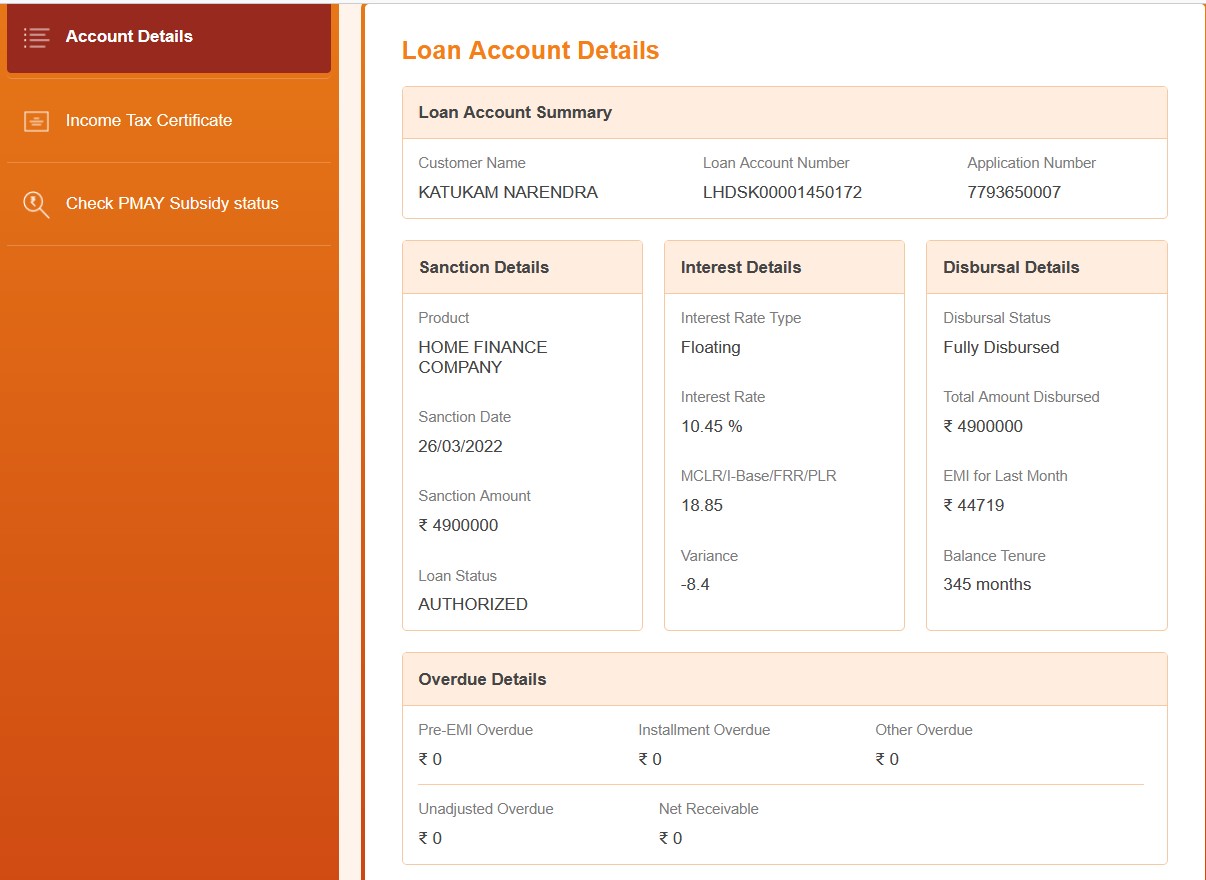 Account Details
Income Tax Certificate
Check PMAY Subsidy status
Loan Account Details
Loan Account Summary
Customer Name Loan Account Number Application Number
KATUKAM NARENDRA LHDSK00001450172 7793650007
Sanction Details
Product
HOME FINANCE
COMPANY
Sanction Date
26/03/2022
Sanction Amount
₹ 4900000
Loan Status
AUTHORIZED
Interest Details
Interest Rate Type
Floating
Interest Rate
10.45 %
MCLR/I-Base/FRR/PLR
18.85
Variance
-8.4
Disbursal Details
Disbursal Status
Fully Disbursed
Total Amount Disbursed
₹ 4900000
EMI for Last Month
₹ 44719
Balance Tenure
345 months
Overdue Details
Pre-EMI Overdue Installment Overdue Other Overdue
₹ 0 ₹ 0 ₹ 0
Unadjusted Overdue Net Receivable
₹ 0 ₹ 0